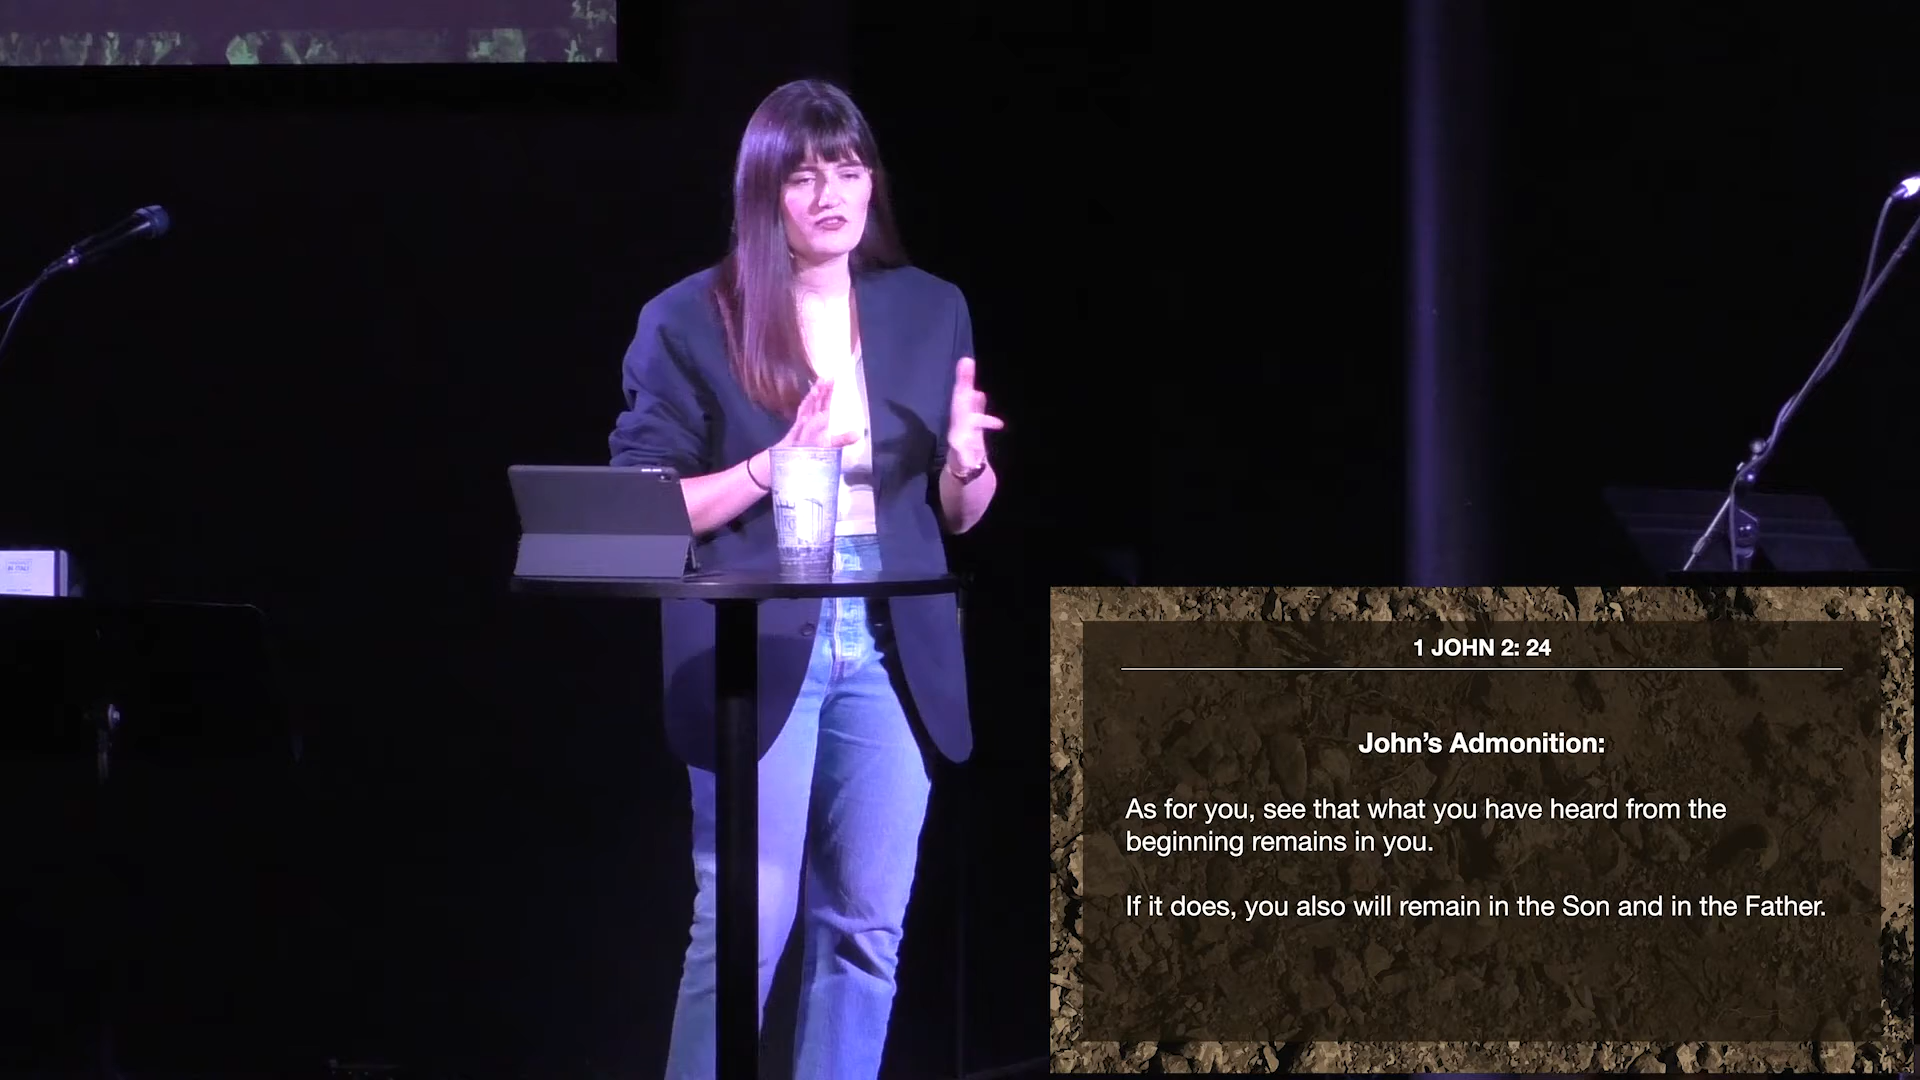 1 JOHN 2: 24
John’s Admonition:
As for you, see that what you have heard from the
beginning remains in you.
If it does, you also will remain in the Son and in the Father.